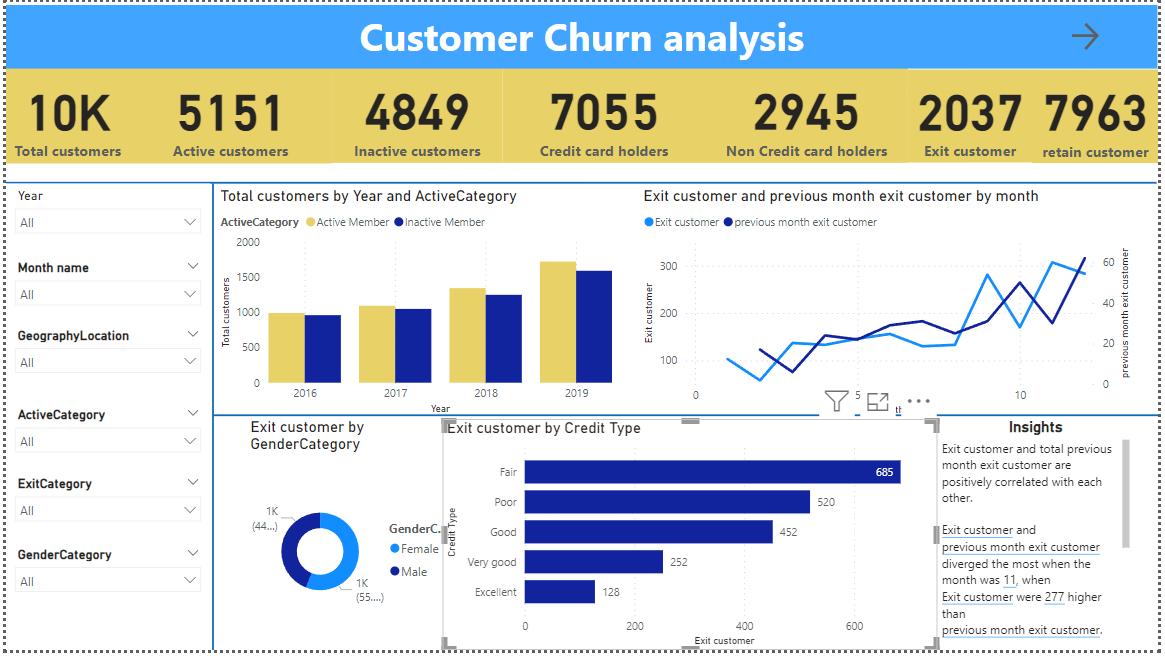 Customer Churn analysis
10K
Total customers
5151
Active customers
4849
Inactive customers
7055
Credit card holders
2945
Non Credit card holders
2037
Exit customer
7963
retain customer
Year
All
Month name
All
GeographyLocation
All
ActiveCategory
All
ExitCategory
All
GenderCategory
All
Total customers by Year and ActiveCategory
ActiveCategory Active Member Inactive Member
Total customers
2000
1500
1000
500
0
2016 2017 2018 2019
Year
Exit customer and previous month exit customer by month
Exit customer previous month exit customer
Exit customer
300
200
100
60
40
20
0
previous month exit customer
0 5 10
th
Exit customer by
GenderCategory
1K
(44...)
1K
(55....)
GenderC...
Female
Male
Exit customer by Credit Type
Credit Type
Fair 685
Poor 520
Good 452
Very good 252
Excellent 128
0 200 400 600
Exit customer
Insights
Exit customer and total previous
month exit customer are
positively correlated with each
other.
Exit customer and
previous month exit customer
diverged the most when the
month was 11, when
Exit customer were 277 higher
than
previous month exit customer.